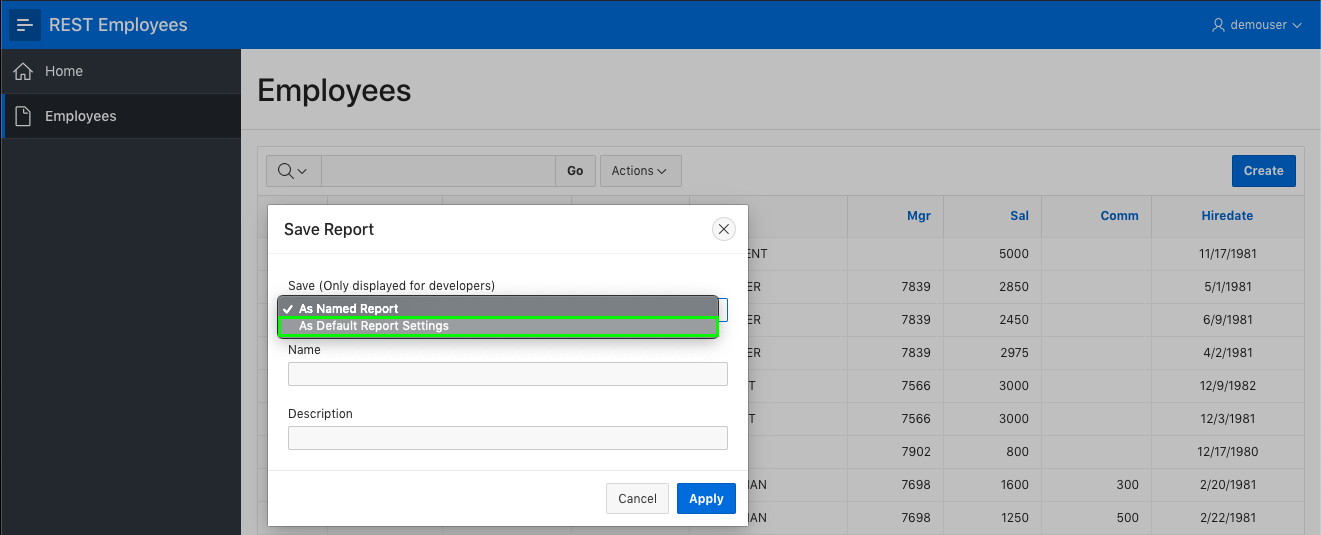 REST Employees
demouser
Home
Employees
Employees
Go
Actions
Create
Mgr Sal Comm Hiredate
Save Report
ENT 5000 11/17/1981
Save (Only displayed for developers)
ER 7839 2850 5/1/1981
✓ As Named Report
As Default Report Settings
ER 7839 2450 6/9/1981
Name
ER 7839 2975 4/2/1981
T 7566 3000 12/9/1982
Description
T 7566 3000 12/3/1981
7902 800 12/17/1980
Cancel
Apply
MAN 7698 1600 300 2/20/1981
MAN 7698 1250 500 2/22/1981